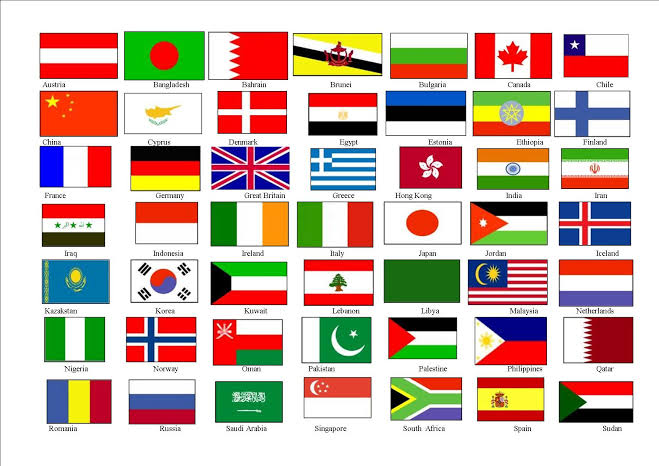 Austria Bangladesh Bahrain Brunei Bulgaria Canada Chile
China Cyprus Denmark Egypt Estonia Ethiopia Finland
France Germany Great Britain Greece Hong Kong India Iran
Iraq Indonesia Ireland Italy Japan Jordan Iceland
Kazakstan Korea Kuwait Lebanon Libya Malaysia Netherlands
Nigeria Norway Oman Pakistan Palestine Philippines Qatar
Romania Russia Saudi Arabia Singapore South Africa Spain Sudan